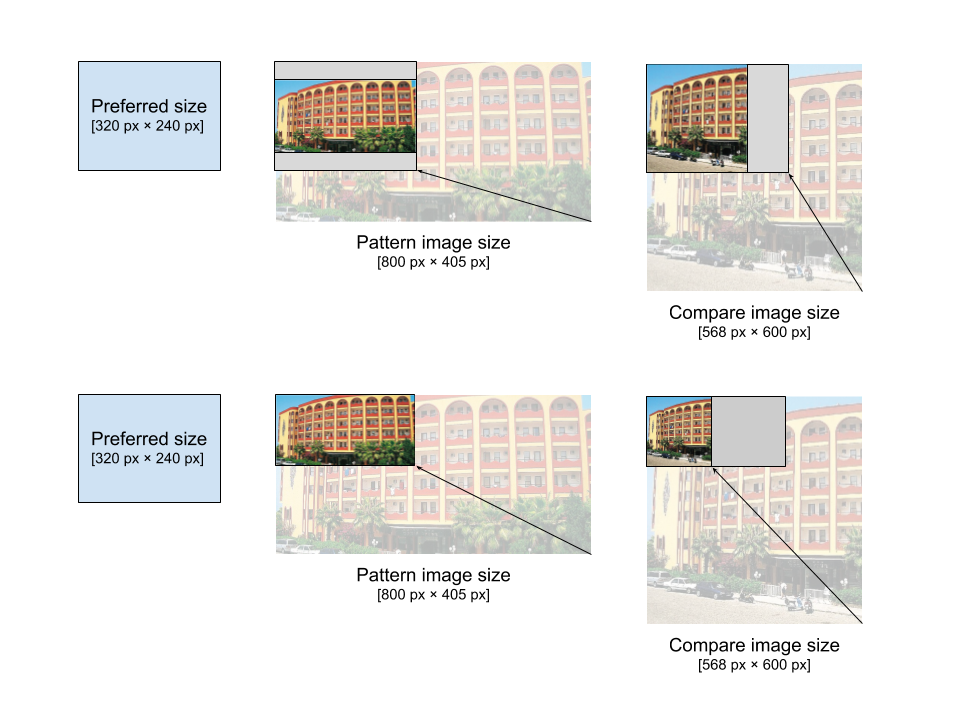 Preferred size
[320 px × 240 px]
Pattern image size
[800 px × 405 px]
Compare image size
[568 px × 600 px]
Preferred size
[320 px × 240 px]
Pattern image size
[800 px × 405 px]
Compare image size
[568 px × 600 px]